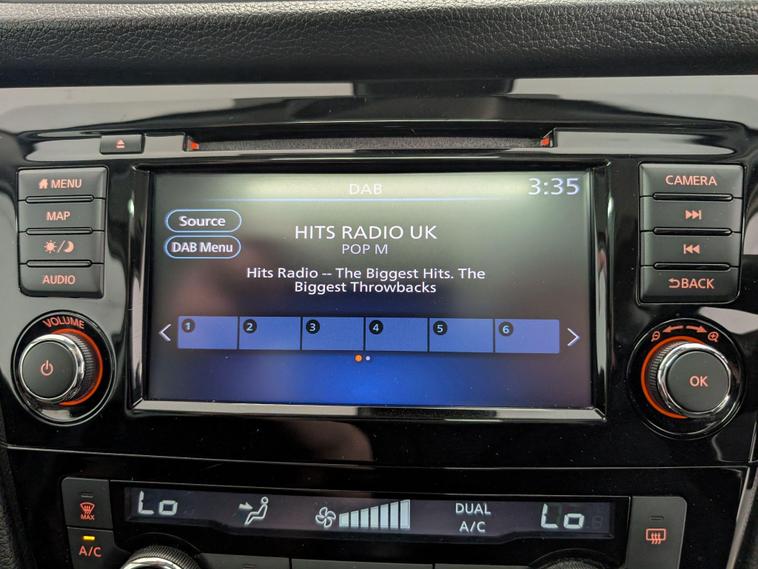 MENU
MAP
AUDIO
VOLUME
DAB
3:35
Source
DAB Menu
HITS RADIO UK
POP M
Hits Radio -- The Biggest Hits. The
Biggest Throwbacks
1 2 3 4 5 6
CAMERA
BACK
OK
MAX
A/C
Lo
DUAL
A/C
Lo